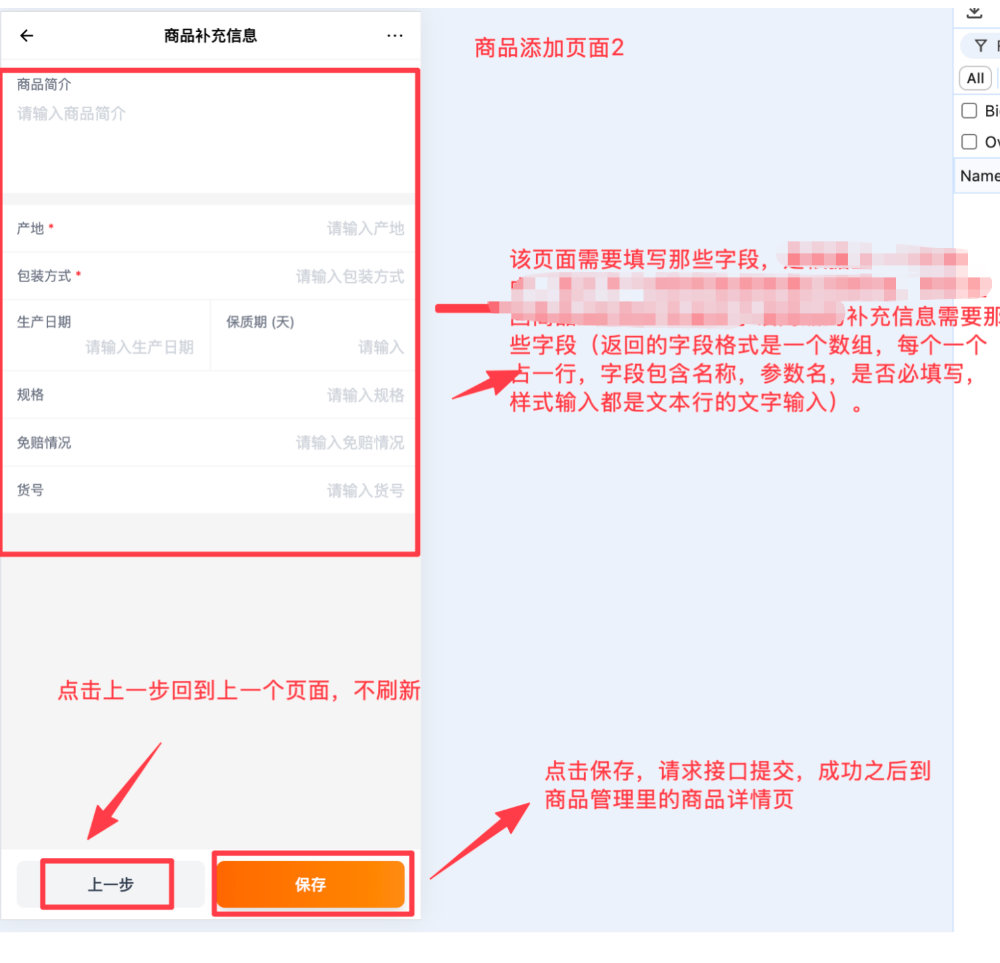 商品补充信息
商品添加页面2
All
Name
商品简介
请输入商品简介
产地 *
请输入产地
包装方式 *
请输入包装方式
生产日期
保质期 (天)
请输入生产日期
请输入
规格
请输入规格
免赔情况
请输入免赔情况
货号
请输入货号
该页面需要填写那些字段，
补充信息需要那
些字段（返回的字段格式是一个数组，每个一个
占一行，字段包含名称，参数名，是否必填写，
样式输入都是文本行的文字输入）。
点击上一步回到上一个页面，不刷新
点击保存，请求接口提交，成功之后到
商品管理里的商品详情页
上一步
保存